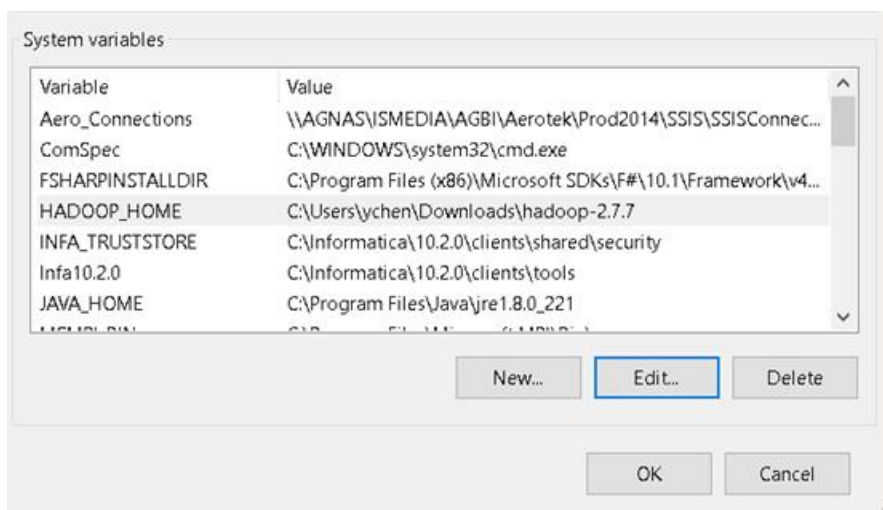 System variables
Variable Value
Aero_Connections \\AGNAS\ISMEDIA\AGBI\Aerotek\Prod2014\SSIS\SSISConnec...
ComSpec C:\WINDOWS\system32\cmd.exe
FSHARPINSTALLDIR C:\Program Files (x86)\Microsoft SDKs\F#\10.1\Framework\v4...
HADOOP_HOME C:\Users\ychen\Downloads\hadoop-2.7.7
INFA_TRUSTSTORE C:\Informatica\10.2.0\clients\shared\security
Infa10.2.0 C:\Informatica\10.2.0\clients\tools
JAVA_HOME C:\Program Files\Java\jre1.8.0_221
New... Edit... Delete
OK Cancel